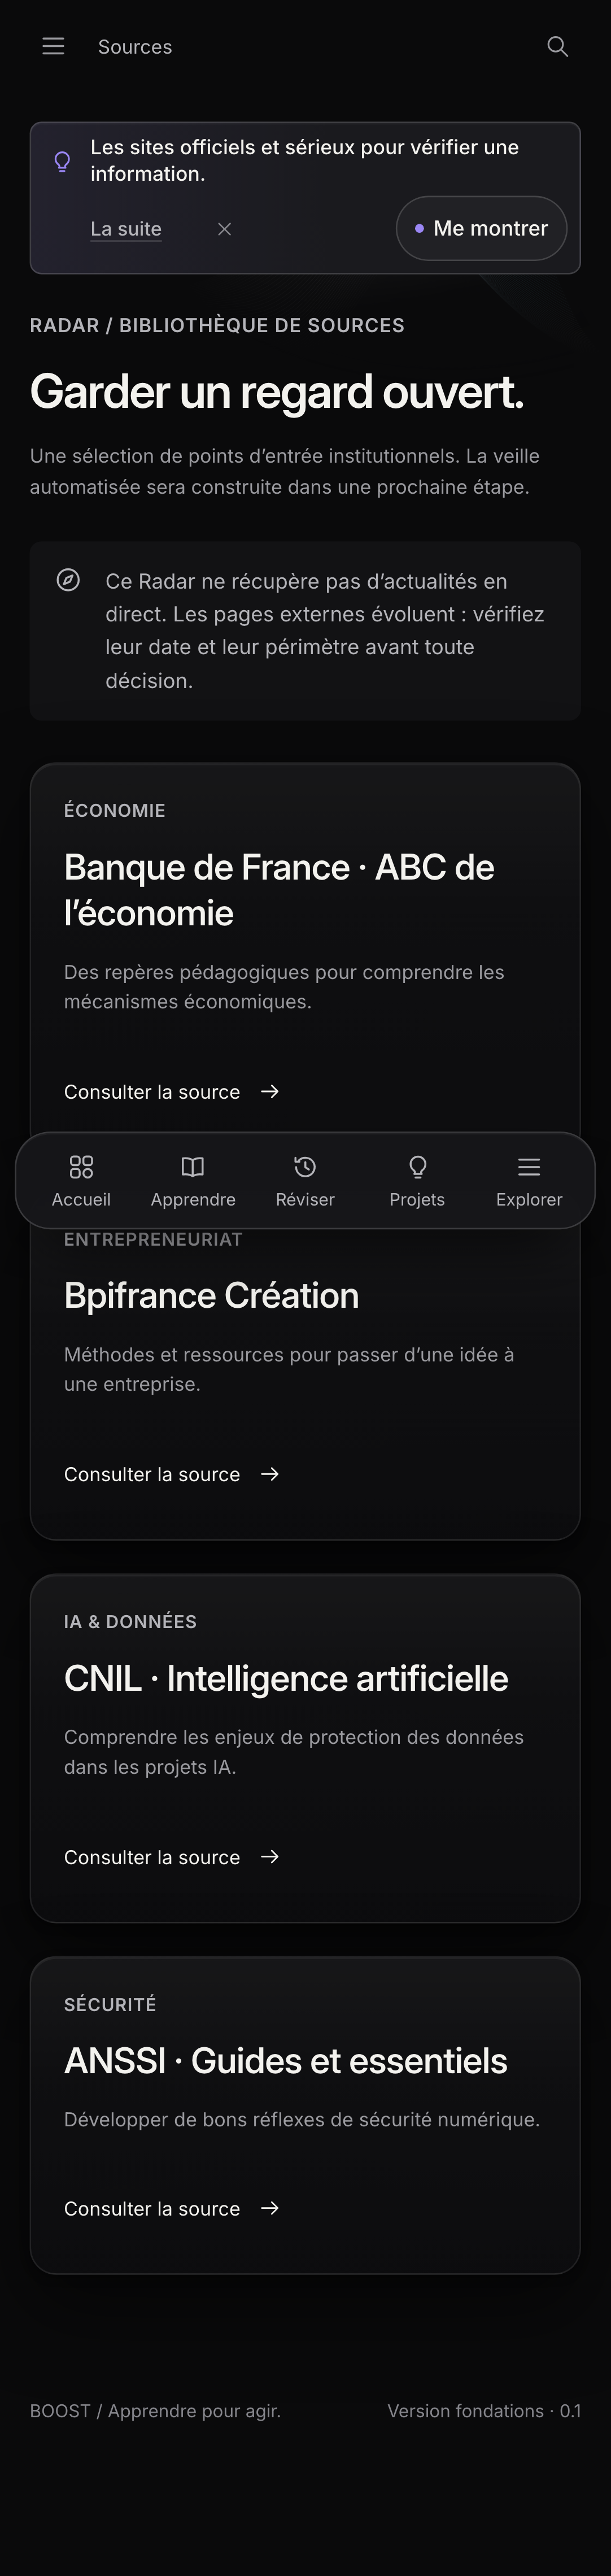 Sources
Les sites officiels et sérieux pour vérifier une
information.
La suite
Me montrer
RADAR / BIBLIOTHÈQUE DE SOURCES
Garder un regard ouvert.
Une sélection de points d’entrée institutionnels. La veille
automatisée sera construite dans une prochaine étape.
Ce Radar ne récupère pas d’actualités en
direct. Les pages externes évoluent : vérifiez
leur date et leur périmètre avant toute
décision.
ÉCONOMIE
Banque de France · ABC de
l’économie
Des repères pédagogiques pour comprendre les
mécanismes économiques.
Consulter la source
Accueil Apprendre Réviser Projets Explorer
ENTREPRENEURIAT
Bpifrance Création
Méthodes et ressources pour passer d’une idée à
une entreprise.
Consulter la source
IA & DONNÉES
CNIL · Intelligence artificielle
Comprendre les enjeux de protection des données
dans les projets IA.
Consulter la source
SÉCURITÉ
ANSSI · Guides et essentiels
Développer de bons réflexes de sécurité numérique.
Consulter la source
BOOST / Apprendre pour agir. Version fondations · 0.1